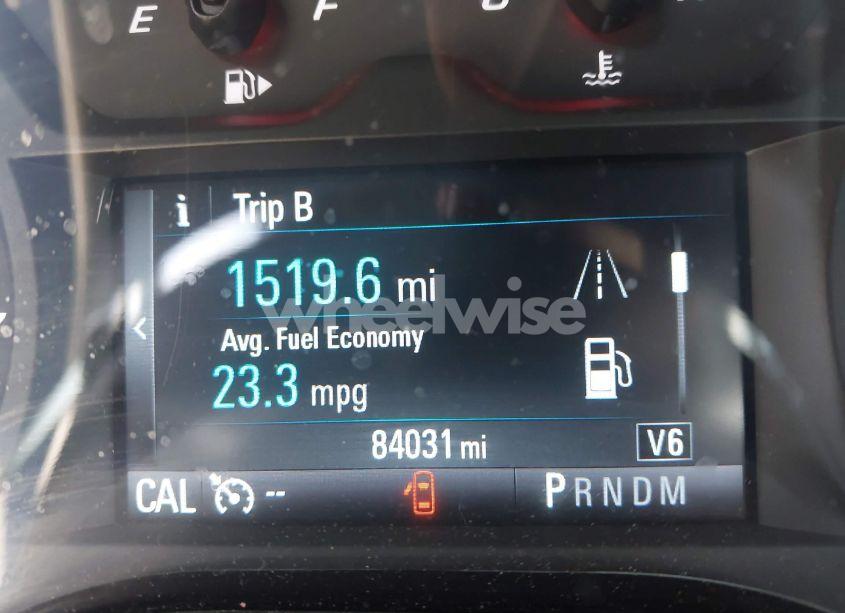 E F
Trip B
1519.6 mi
wheelwise
Avg. Fuel Economy
23.3 mpg
84031 mi V6
CAL -- PRNDM